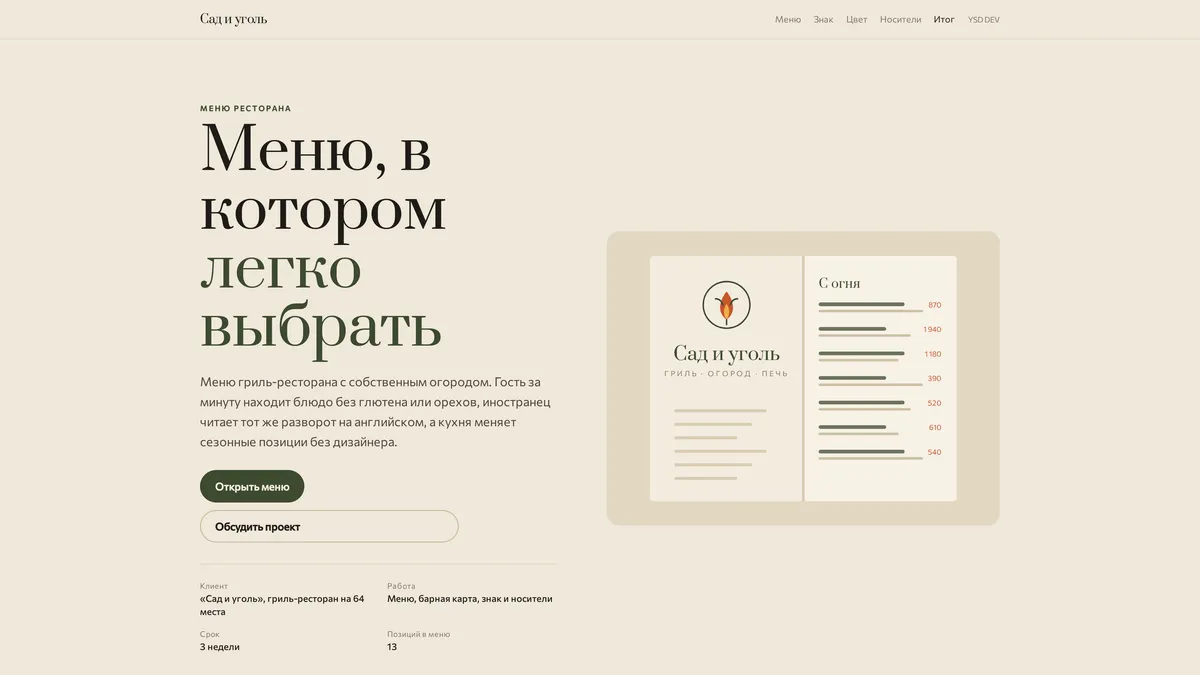 Сад и уголь
Меню Знак Цвет Носители Итог YSD DEV
МЕНЮ РЕСТОРАНА
Меню, в
котором
легко
выбрать
Меню гриль-ресторана с собственным огородом. Гость за
минуту находит блюдо без глютена или орехов, иностранец
читает тот же разворот на английском, а кухня меняет
сезонные позиции без дизайнера.
Открыть меню
Обсудить проект
Клиент
«Сад и уголь», гриль-ресторан на 64
места
Работа
Меню, барная карта, знак и носители
Срок
3 недели
Позиций в меню
13
Сад и уголь
ГРИЛЬ · ОГОРОД · ПЕЧЬ
С огня
870
1 940
1 180
390
520
610
540